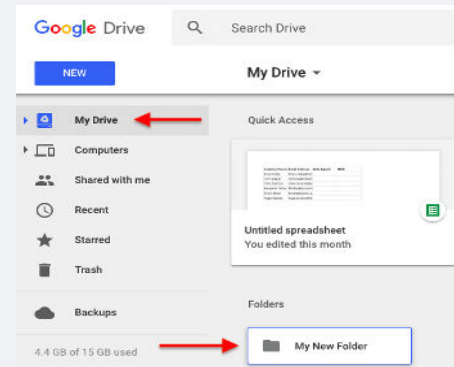 Google Drive
Search Drive
NEW
My Drive
My Drive
Computers
Shared with me
Recent
Starred
Trash
Backups
4.4 GB of 15 GB used
Quick Access
Untitled spreadsheet
You edited this month
Folders
My New Folder